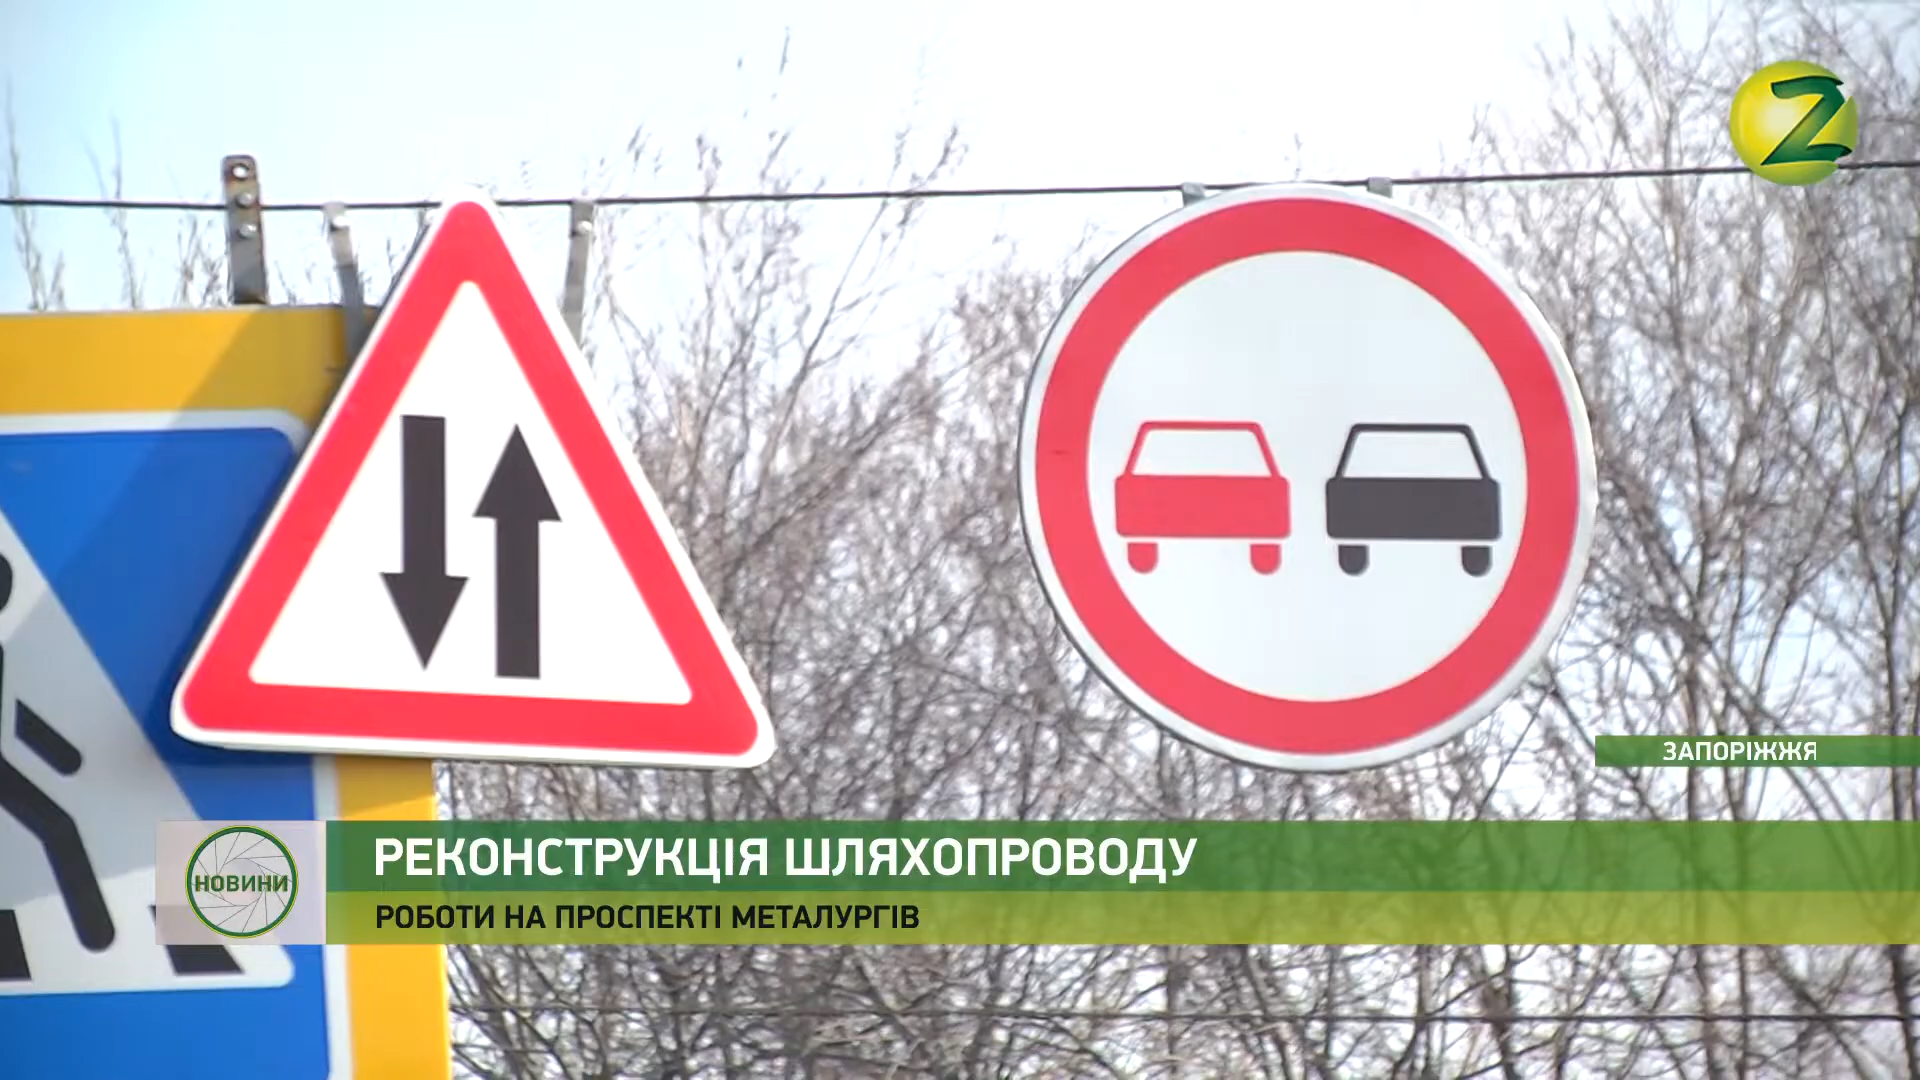 Z
ЗАПОРІЖЖЯ
НОВИНИ
РЕКОНСТРУКЦІЯ ШЛЯХОПРОВОДУ
РОБОТИ НА ПРОСПЕКТІ МЕТАЛУРГІВ